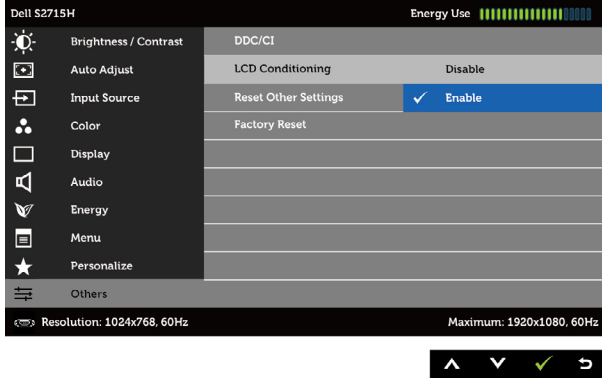 Dell S2715H Energy Use
Brightness / Contrast DDC/CI
Auto Adjust LCD Conditioning Disable
Input Source Reset Other Settings Enable
Color Factory Reset
Display
Audio
Energy
Menu
Personalize
Others
Resolution: 1024x768, 60Hz Maximum: 1920x1080, 60Hz